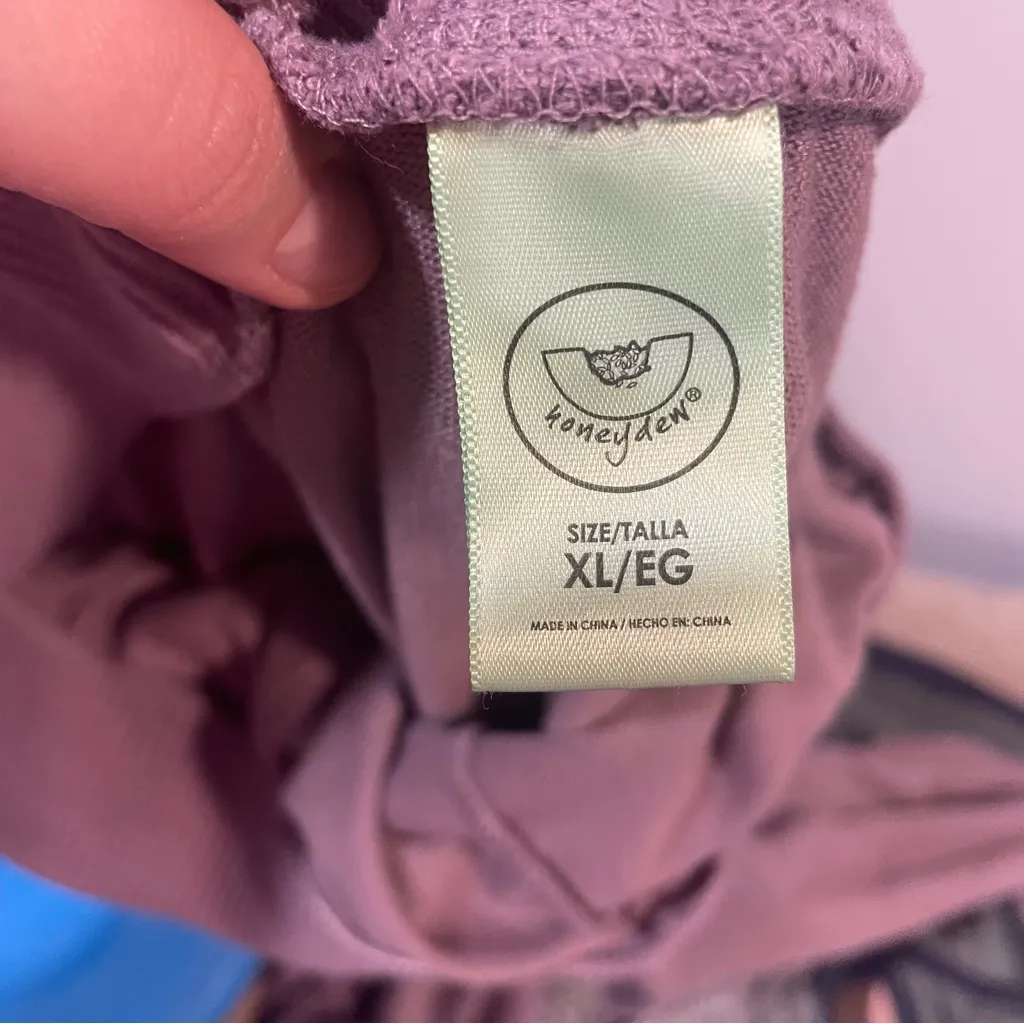 honeydew®
SIZE/TALLA
XL/EG
MADE IN CHINA / HECHO EN: CHINA